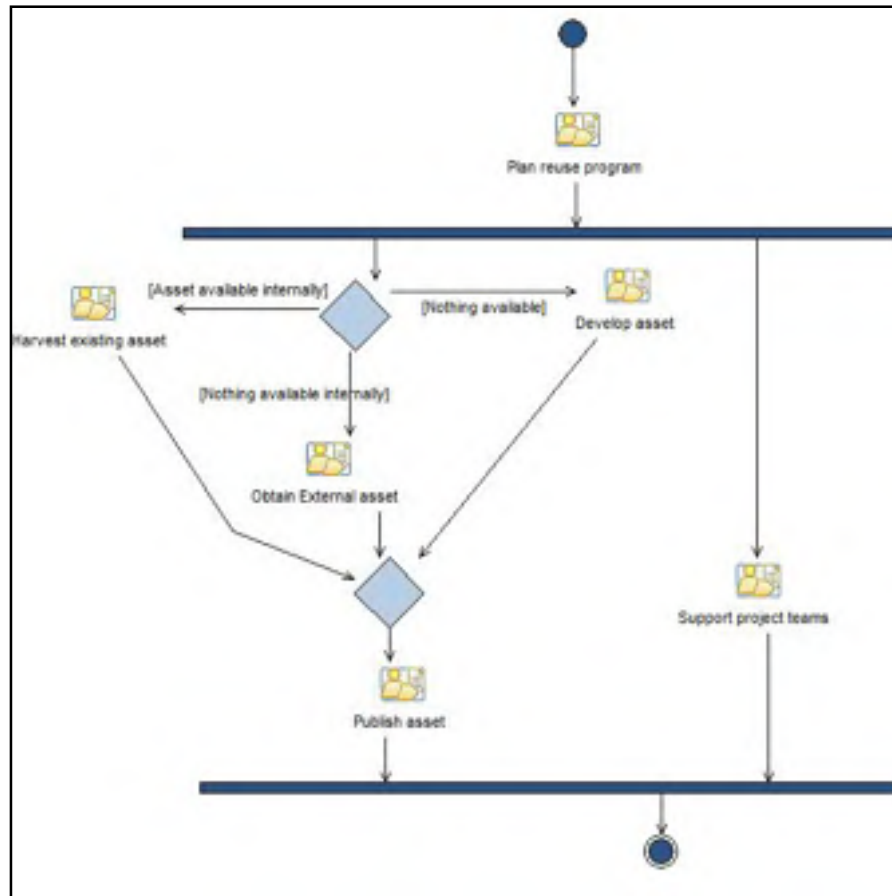 Plan reuse program
[Asset available internally]
[Nothing available]
Develop asset
Harvest existing asset
[Nothing available internally]
Obtain External asset
Support project teams
Publish asset